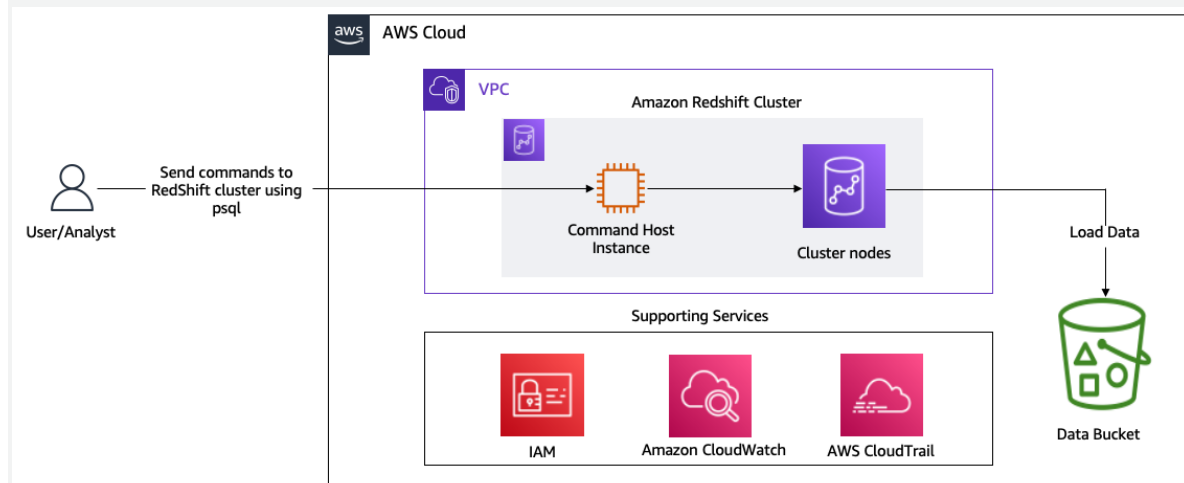 aws
AWS Cloud
VPC
Amazon Redshift Cluster
Send commands to
RedShift cluster using
psql
User/Analyst
Command Host
Instance
Cluster nodes
Load Data
Supporting Services
IAM
Amazon CloudWatch
AWS CloudTrail
Data Bucket